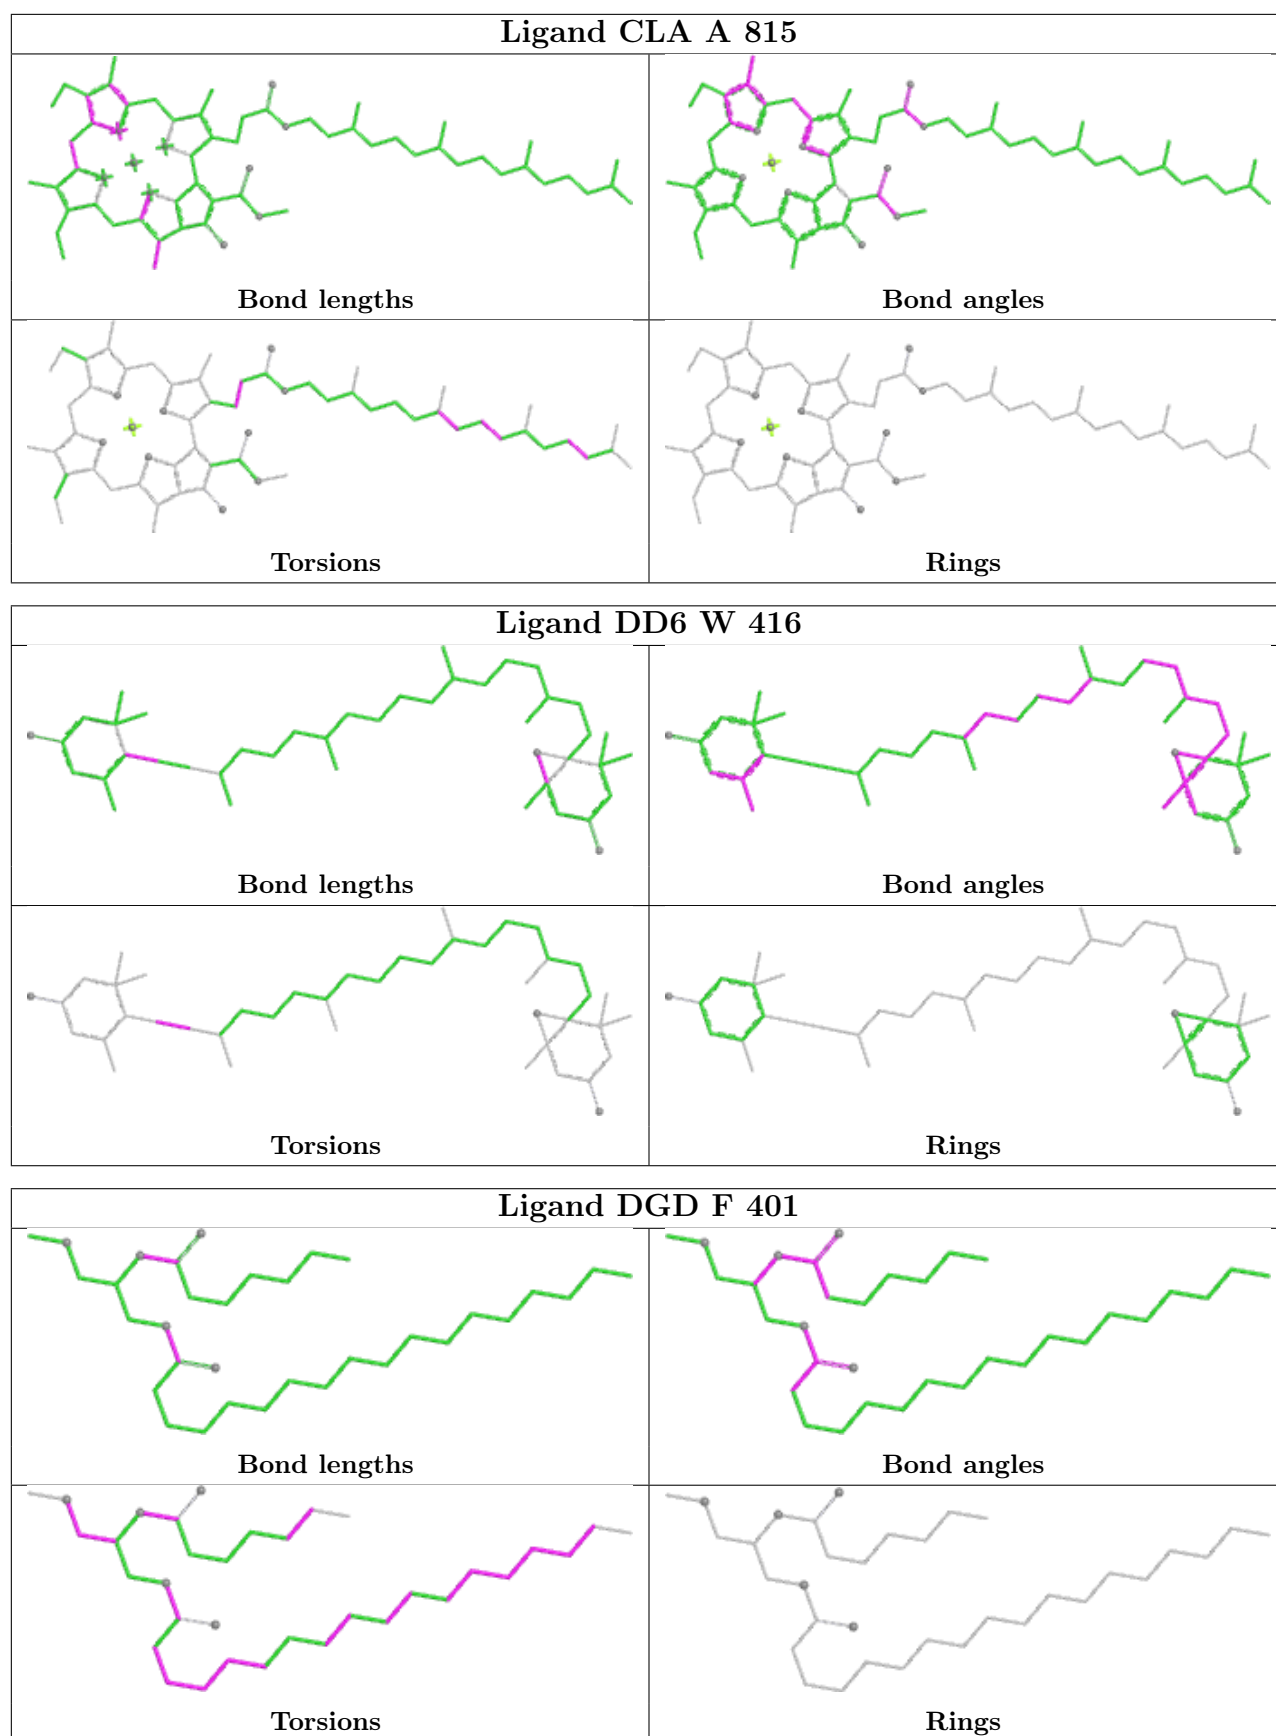 Ligand CLA A 815
Bond lengths
Bond angles
Torsions
Rings
Ligand DD6 W 416
Bond lengths
Bond angles
Torsions
Rings
Ligand DGD F 401
Bond lengths
Bond angles
Torsions
Rings